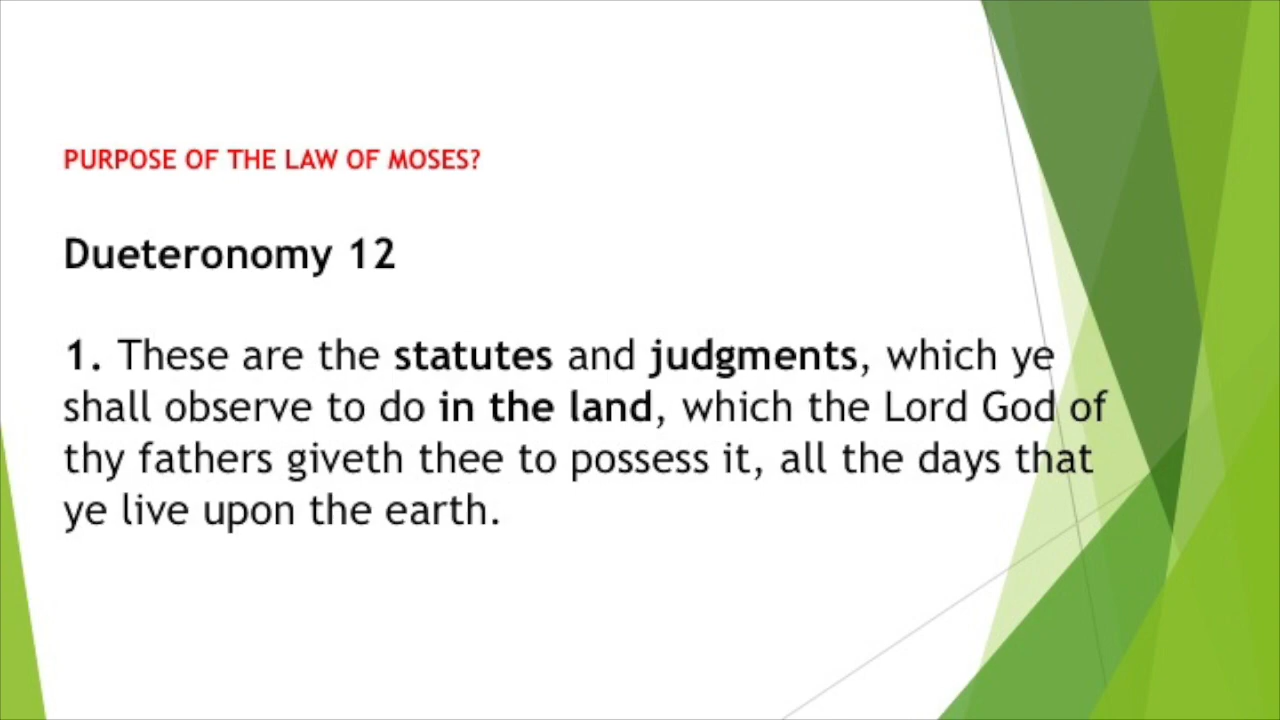 PURPOSE OF THE LAW OF MOSES?
Dueteronomy 12
1. These are the statutes and judgments, which ye
shall observe to do in the land, which the Lord God of
thy fathers giveth thee to possess it, all the days that
ye live upon the earth.